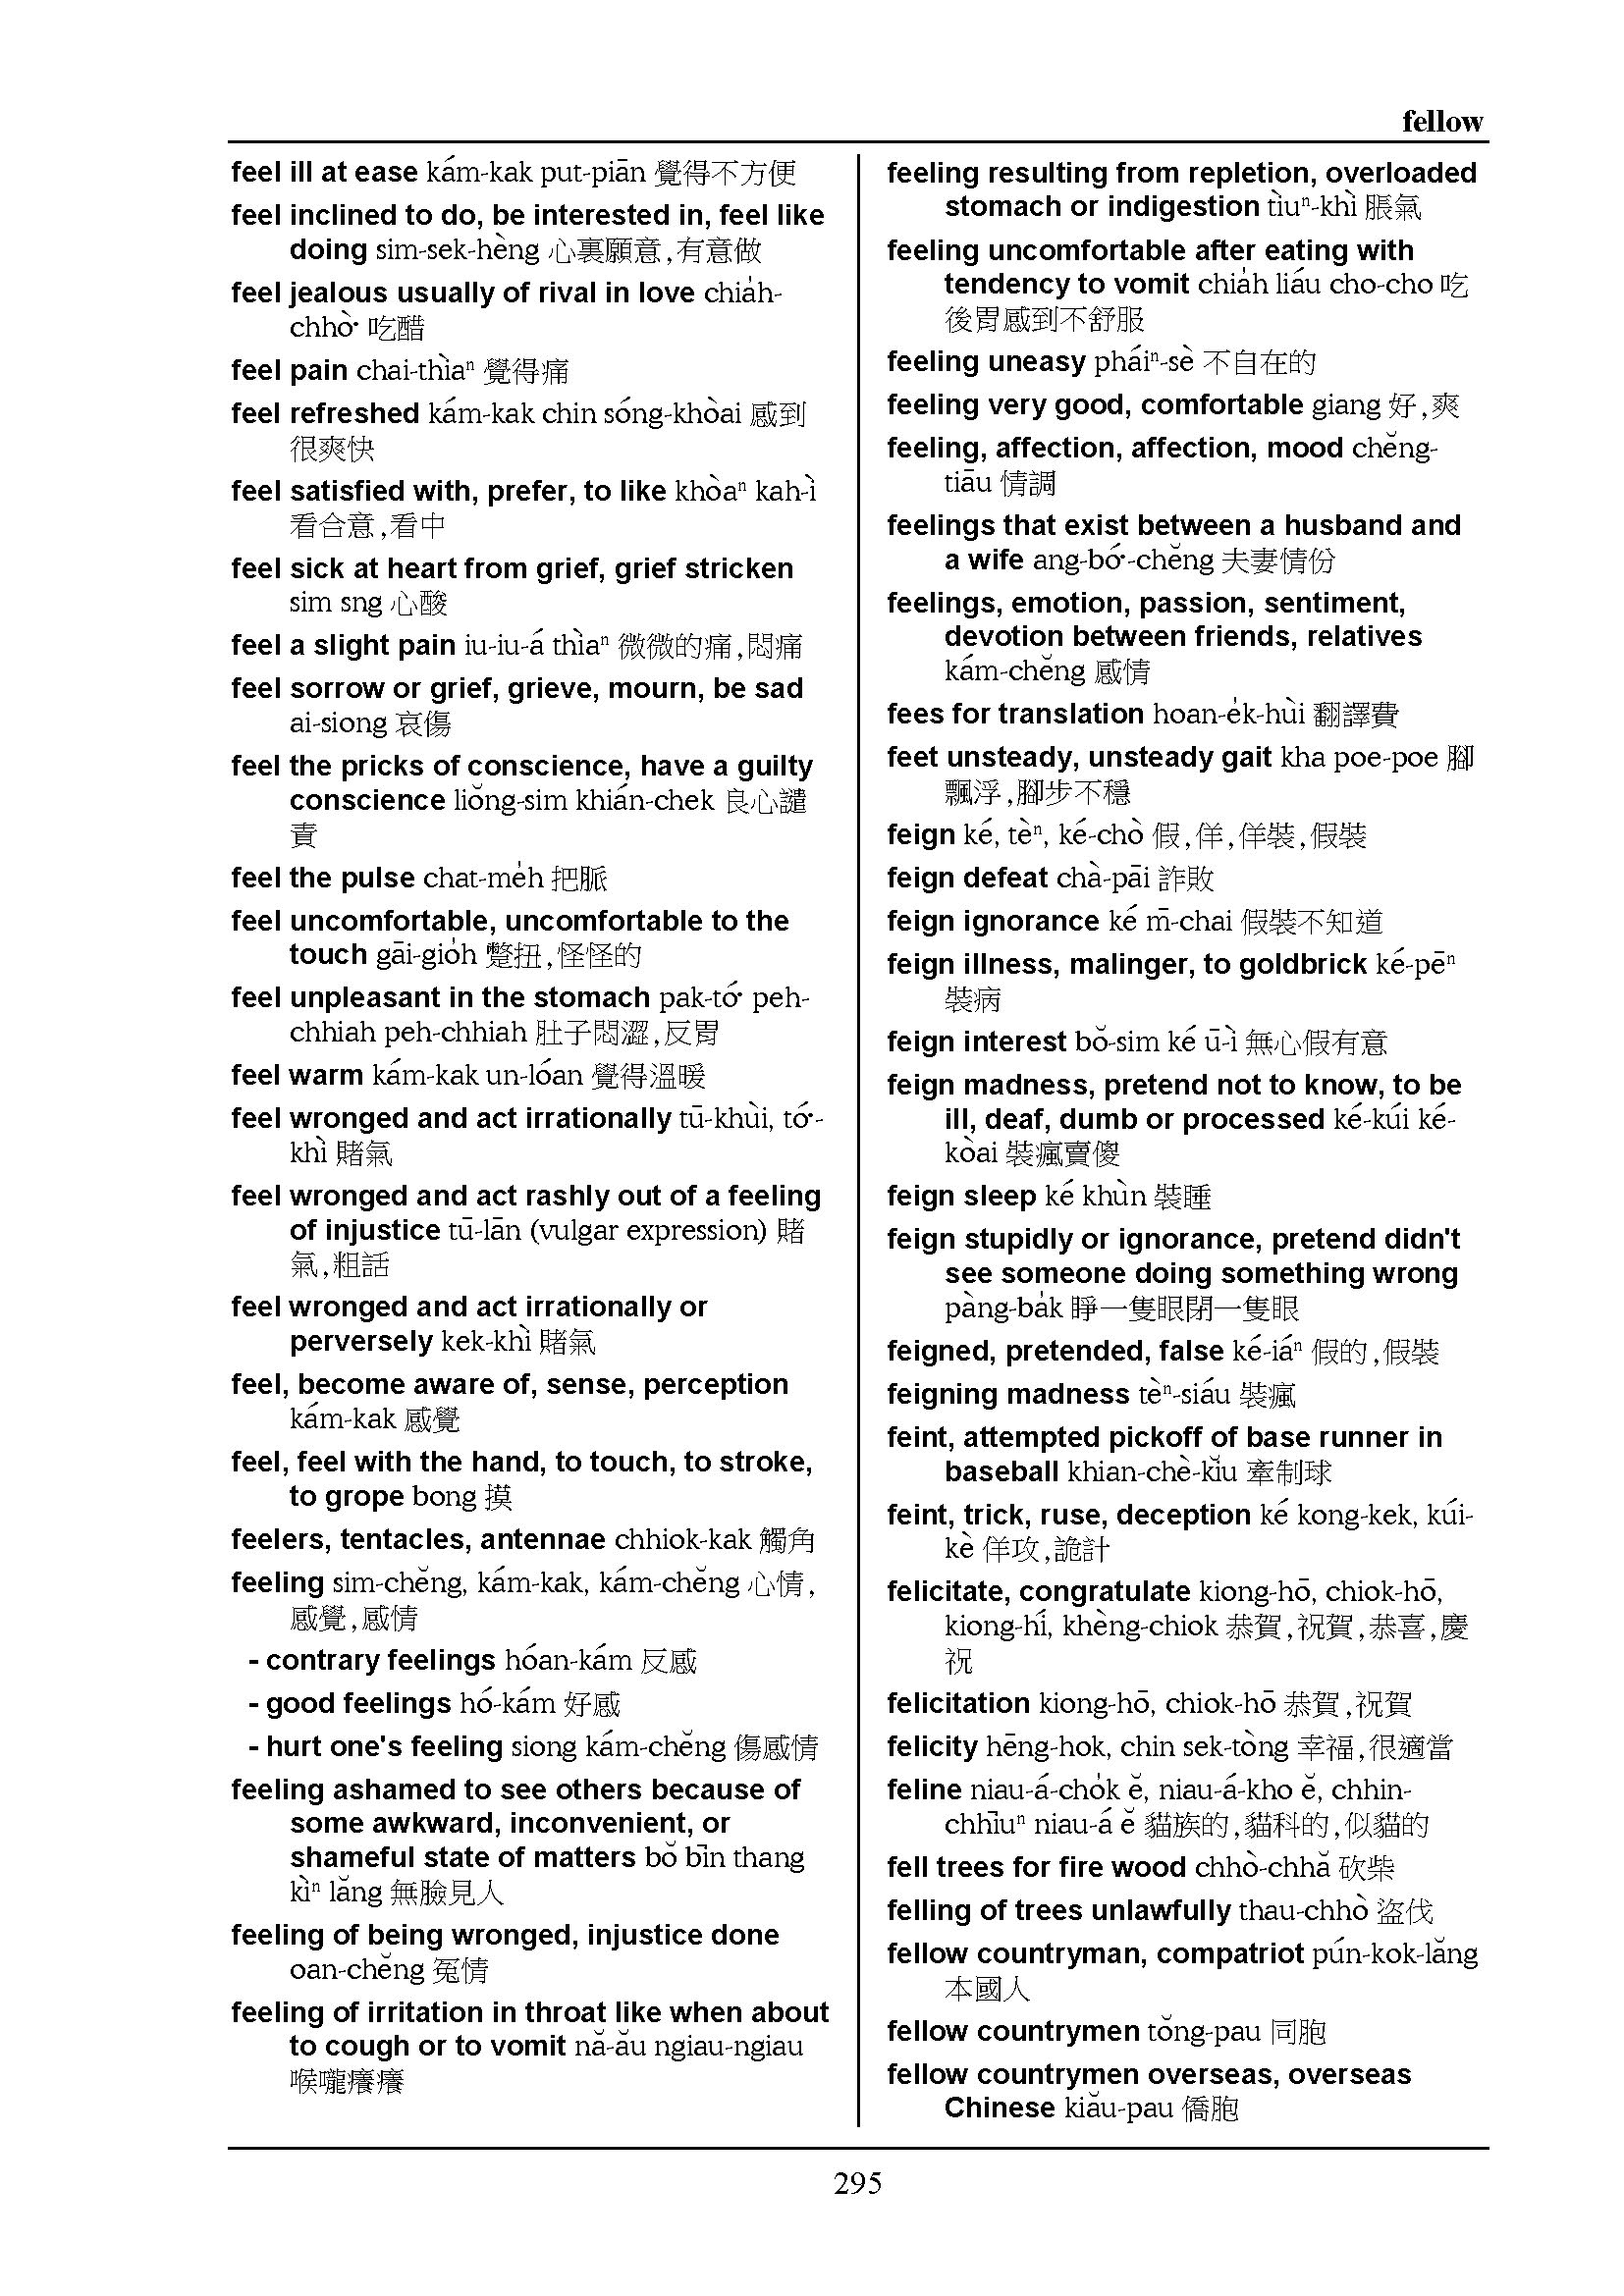 fellow
feel ill at ease kám-kak put-piān 覺得不方便
feel inclined to do, be interested in, feel like
doing sim-sek-hèng 心裏願意,有意做
feel jealous usually of rival in love chia̍h-
chhò͘ 吃醋
feel pain chai-thìaⁿ 覺得痛
feel refreshed kám-kak chin sóng-khòai 感到
很爽快
feel satisfied with, prefer, to like khòaⁿ kah-ì
看合意,看中
feel sick at heart from grief, grief stricken
sim sng 心酸
feel a slight pain iu-iu-á thìaⁿ 微微的痛,悶痛
feel sorrow or grief, grieve, mourn, be sad
ai-siong 哀傷
feel the pricks of conscience, have a guilty
conscience liŏng-sim khián-chek 良心譴
責
feel the pulse chat-me̍h 把脈
feel uncomfortable, uncomfortable to the
touch gāi-gio̍h 蹩扭,怪怪的
feel unpleasant in the stomach pak-tó͘ peh-
chhiah peh-chhiah 肚子悶澀,反胃
feel warm kám-kak un-lóan 覺得溫暖
feel wronged and act irrationally tū-khùi, tó͘-
khì 賭氣
feel wronged and act rashly out of a feeling
of injustice tū-lān (vulgar expression) 賭
氣,粗話
feel wronged and act irrationally or
perversely kek-khì 賭氣
feel, become aware of, sense, perception
kám-kak 感覺
feel, feel with the hand, to touch, to stroke,
to grope bong 摸
feelers, tentacles, antennae chhiok-kak 觸角
feeling sim-chĕng, kám-kak, kám-chĕng 心情,
感覺,感情
- contrary feelings hóan-kám 反感
- good feelings hó-kám 好感
- hurt one's feeling siong kám-chĕng 傷感情
feeling ashamed to see others because of
some awkward, inconvenient, or
shameful state of matters bŏ bīn thang
kìⁿ lăng 無臉見人
feeling of being wronged, injustice done
oan-chĕng 冤情
feeling of irritation in throat like when about
to cough or to vomit nă-ău ngiau-ngiau
喉嚨癢癢
feeling resulting from repletion, overloaded
stomach or indigestion tìuⁿ-khì 脹氣
feeling uncomfortable after eating with
tendency to vomit chia̍h liáu cho-cho 吃
後胃感到不舒服
feeling uneasy pháiⁿ-sè 不自在的
feeling very good, comfortable giang 好,爽
feeling, affection, affection, mood chĕng-
tiāu 情調
feelings that exist between a husband and
a wife ang-bó͘-chĕng 夫妻情份
feelings, emotion, passion, sentiment,
devotion between friends, relatives
kám-chĕng 感情
fees for translation hoan-e̍k-hùi 翻譯費
feet unsteady, unsteady gait kha poe-poe 腳
飄浮,腳步不穩
feign ké, tèⁿ, ké-chò 假,佯,佯裝,假裝
feign defeat chà-pāi 詐敗
feign ignorance ké m̄-chai 假裝不知道
feign illness, malinger, to goldbrick ké-pēⁿ
裝病
feign interest bŏ-sim ké ū-ì 無心假有意
feign madness, pretend not to know, to be
ill, deaf, dumb or processed ké-kúi ké-
kòai 裝瘋賣傻
feign sleep ké khùn 裝睡
feign stupidly or ignorance, pretend didn't
see someone doing something wrong
pàng-ba̍k 睜一隻眼閉一隻眼
feigned, pretended, false ké-iáⁿ 假的,假裝
feigning madness tèⁿ-siáu 裝瘋
feint, attempted pickoff of base runner in
baseball khian-chè-kĭu 牽制球
feint, trick, ruse, deception ké kong-kek, kúi-
kè 佯攻,詭計
felicitate, congratulate kiong-hō, chiok-hō,
kiong-hí, khèng-chiok 恭賀,祝賀,恭喜,慶
祝
felicitation kiong-hō, chiok-hō 恭賀,祝賀
felicity hēng-hok, chin sek-tòng 幸福,很適當
feline niau-á-cho̍k ĕ, niau-á-kho ĕ, chhin-
chhīuⁿ niau-á ĕ 貓族的,貓科的,似貓的
fell trees for fire wood chhò-chhă 砍柴
felling of trees unlawfully thau-chhò 盜伐
fellow countryman, compatriot pún-kok-lăng
本國人
fellow countrymen tŏng-pau 同胞
fellow countrymen overseas, overseas
Chinese kiău-pau 僑胞
295